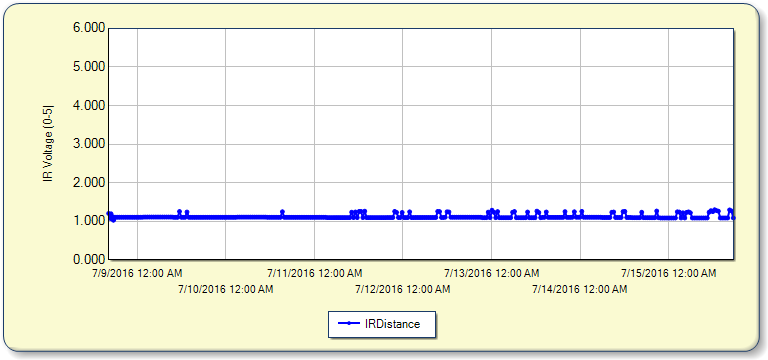 6.000
5.000
4.000
3.000
2.000
1.000
0.000
IR Voltage (0-5|
7/9/2016 12:00 AM
7/11/2016 12:00 AM
7/13/2016 12:00 AM
7/15/2016 12:00 AM
7/10/2016 12:00 AM
7/12/2016 12:00 AM
7/14/2016 12:00 AM
IRDistance